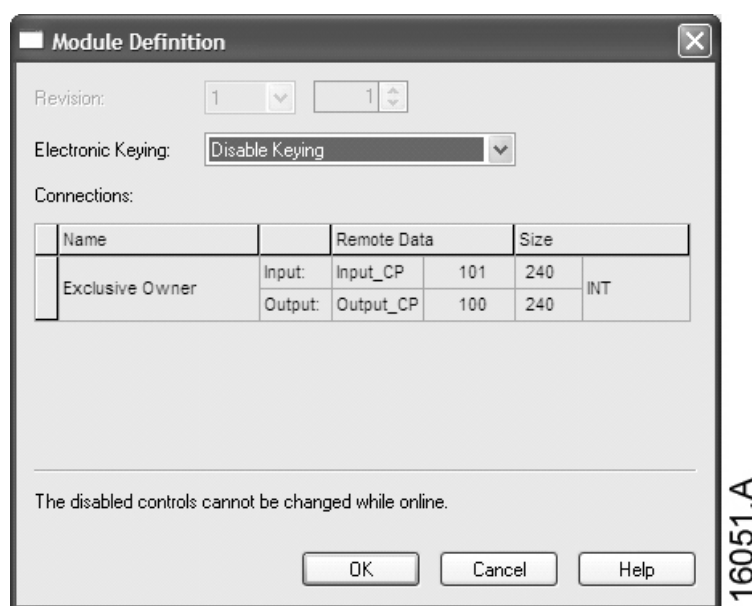 Module Definition
Revision: 1 1
Electronic Keying: Disable Keying
Connections:
Name Remote Data Size
Exclusive Owner Input: Input_CP 101 240 INT
Output: Output_CP 100 240
The disabled controls cannot be changed while online.
OK Cancel Help
16051.A